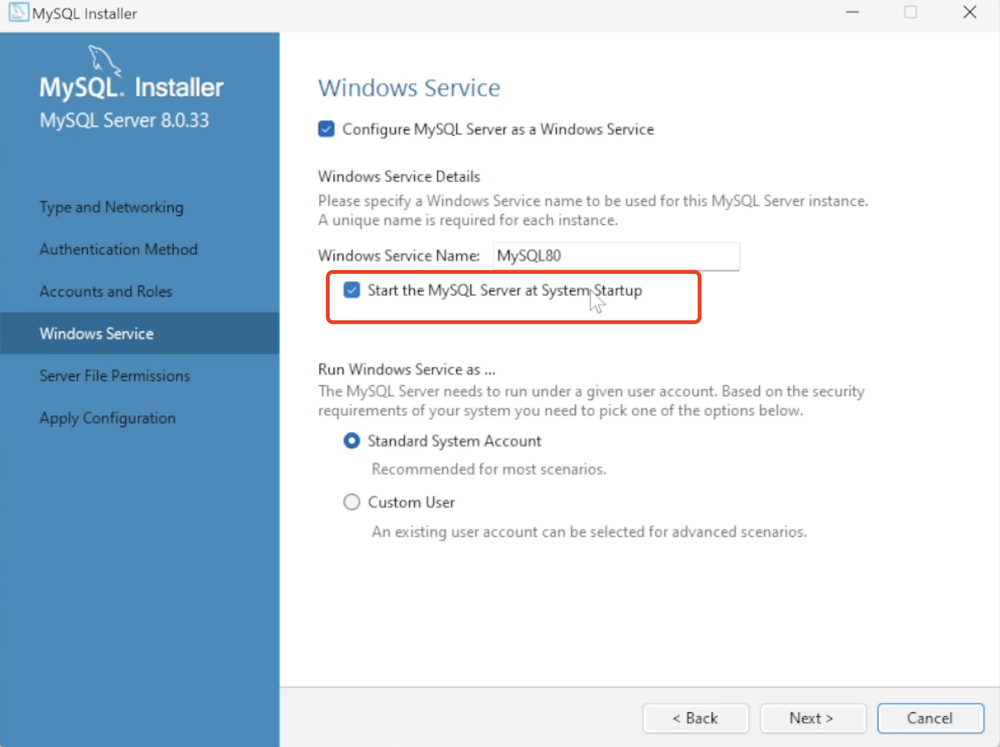 MySQL Installer
MySQL. Installer
MySQL Server 8.0.33
Type and Networking
Authentication Method
Accounts and Roles
Windows Service
Server File Permissions
Apply Configuration
Windows Service
Configure MySQL Server as a Windows Service
Windows Service Details
Please specify a Windows Service name to be used for this MySQL Server instance.
A unique name is required for each instance.
Windows Service Name: MySQL80
Start the MySQL Server at System Startup
Run Windows Service as ...
The MySQL Server needs to run under a given user account. Based on the security
requirements of your system you need to pick one of the options below.
Standard System Account
Recommended for most scenarios.
Custom User
An existing user account can be selected for advanced scenarios.
< Back Next > Cancel